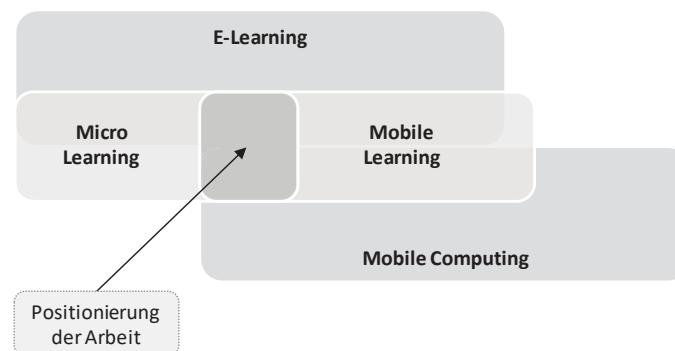 E-Learning
Micro
Learning
Mobile
Learning
Mobile Computing
Positionierung
der Arbeit